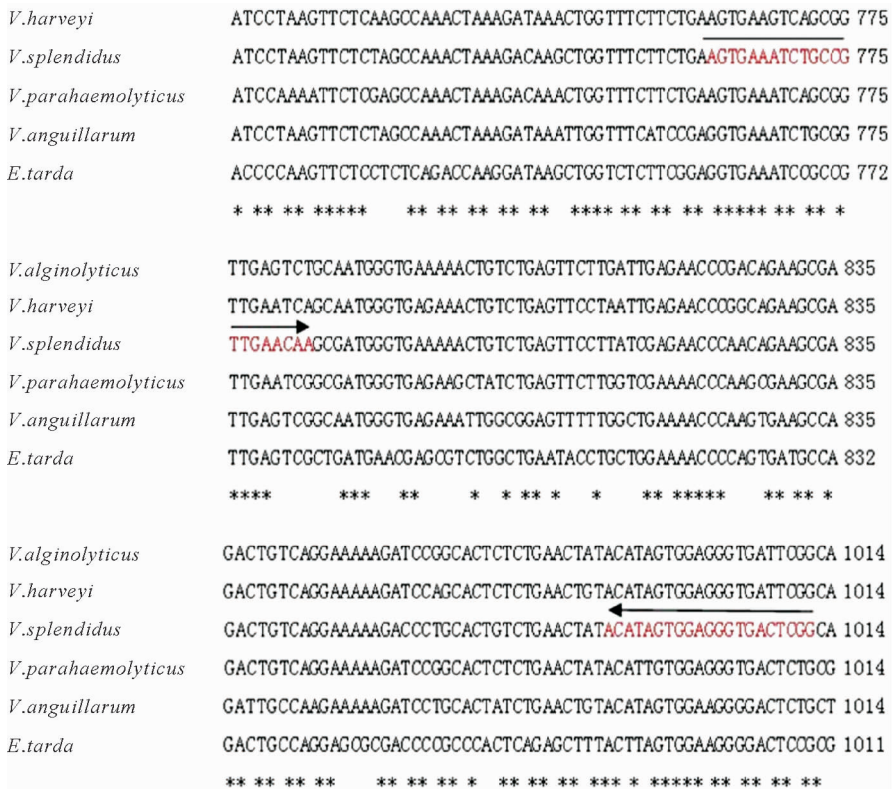 V.harveyi ATCCTAAGTTCTCAAGCCAAACTAAAGATAAACTGGTTTCTTCTGAAGTGAAGTCAGCGG 775
V.splendidus ATCCTAAGTTCTCTAGCCAAACTAAAGACAAGCTGGTTTCTTCTGAAGTGAAATCTGCCG 775
V.parahaemolyticus ATCCAAAATTCTCGAGCCAAACTAAAGACAAACTGGTTTCTTCTGAAGTGAAATCAGCGG 775
V.anguillarum ATCCTAAGTTCTCTAGCCAAACTAAAGATAAATTGGTTTCATCCGAGGTGAAATCTGCGG 775
E.tarda ACCCCAAGTTCTCCTCTCAGACCAAGGATAAGCTGGTCTCTTCGGAGGTGAAATCCGCCG 772
* ** ** ***** ** ** ** ** **** ** ** ** ***** ** ** *
V.alginolyticus TTGAGTCTGCAATGGGTGAAAAACTGTCTGAGTTCTTGATTGAGAACCCGACAGAAGCGA 835
V.harveyi TTGAATCAGCAATGGGTGAGAAACTGTCTGAGTTCCTAATTGAGAACCCGGCAGAAGCGA 835
V.splendidus TTGAACAAGCGATGGGTGAAAAACTGTCTGAGTTCCTTATCGAGAACCCAACAGAAGCGA 835
V.parahaemolyticus TTGAATCGGCGATGGGTGAGAAGCTATCTGAGTTCTTGGTCGAAAACCCAAGCGAAGCGA 835
V.anguillarum TTGAGTCGGCAATGGGTGAGAAATTGGCGGAGTTTTTGGCTGAAAACCCAAGTGAAGCCA 835
E.tarda TTGAGTCGCTGATGAACGAGCGTCTGGCTGAATACCTGCTGGAAAACCCCAGTGATGCCA 832
**** *** ** * * ** * * ** ***** ** ** *
V.alginolyticus GACTGTCAGGAAAAAGATCCGGCACTCTCTGAACTATACATAGTGGAGGGTGATTCGGCA 1014
V.harveyi GACTGTCAGGAAAAAGATCCAGCACTCTCTGAACTGTACATAGTGGAGGGTGATTCGGCA 1014
V.splendidus GACTGTCAGGAAAAAGACCCTGCACTGTCTGAACTATACATAGTGGAGGGTGACTCGGCA 1014
V.parahaemolyticus GACTGTCAGGAAAAAGATCCGGCACTCTCTGAACTGTACATTGTGGAGGGTGACTCTGCG 1014
V.anguillarum GATTGCCAAGAAAAAGATCCTGCACTATCTGAACTGTACATAGTGGAAGGGGACTCTGCT 1014
E.tarda GACTGCCAGGAGCGCGACCCCGCCCACTCAGAGCTTTACTTAGTGGAAGGGGACTCCGCG 1011
** ** ** ** ** ** ** * ** ** ** ** *** * ***** ** ** **